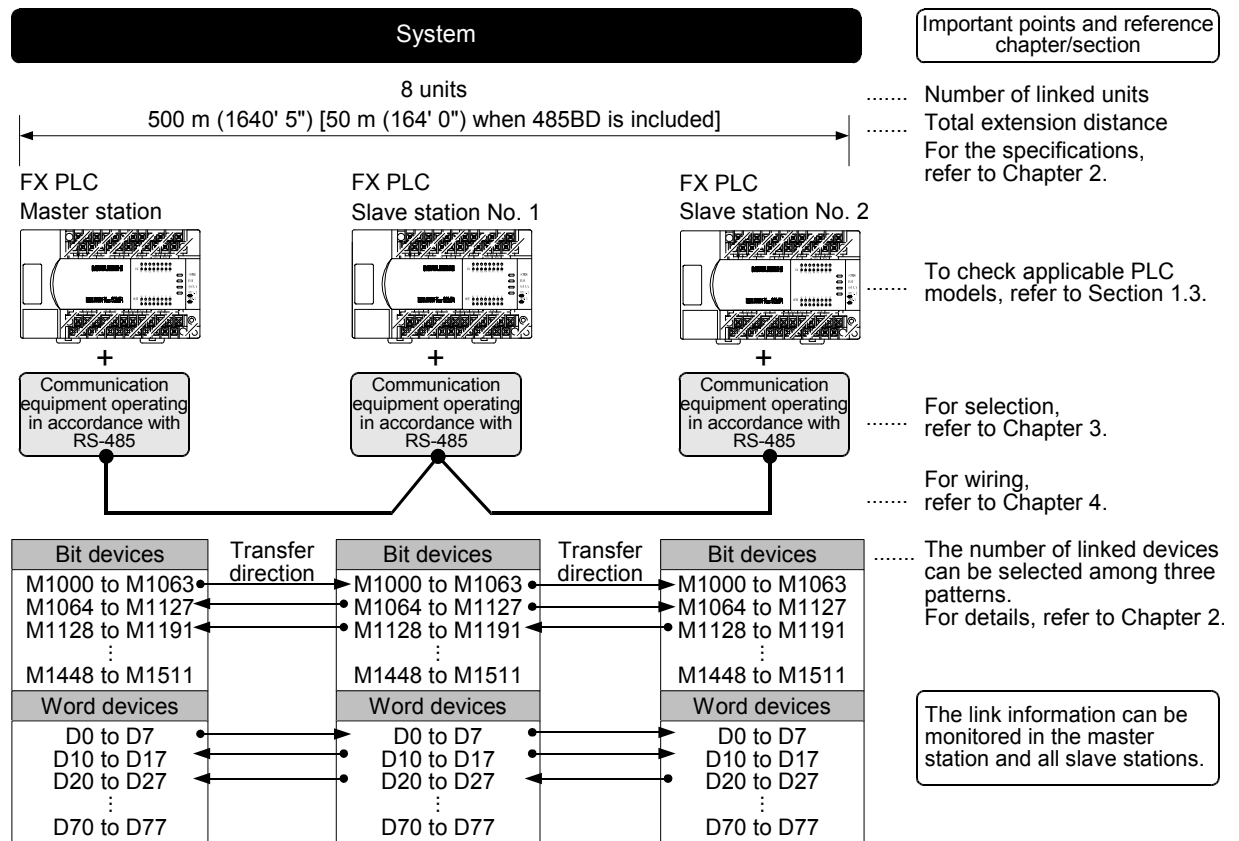 System
Important points and reference
chapter/section
8 units
500 m (1640' 5") [50 m (164' 0") when 485BD is included]
....... Number of linked units
....... Total extension distance
For the specifications,
refer to Chapter 2.
FX PLC
Master station
FX PLC
Slave station No. 1
FX PLC
Slave station No. 2
....... To check applicable PLC
models, refer to Section 1.3.
+
+
+
Communication
equipment operating
in accordance with
RS-485
Communication
equipment operating
in accordance with
RS-485
Communication
equipment operating
in accordance with
RS-485
....... For selection,
refer to Chapter 3.
....... For wiring,
refer to Chapter 4.
Bit devices
M1000 to M1063
M1064 to M1127
M1128 to M1191
⋮
M1448 to M1511
Transfer
direction
Bit devices
M1000 to M1063
M1064 to M1127
M1128 to M1191
⋮
M1448 to M1511
Transfer
direction
Bit devices
M1000 to M1063
M1064 to M1127
M1128 to M1191
⋮
M1448 to M1511
....... The number of linked devices
can be selected among three
patterns.
For details, refer to Chapter 2.
Word devices
D0 to D7
D10 to D17
D20 to D27
⋮
D70 to D77
Word devices
D0 to D7
D10 to D17
D20 to D27
⋮
D70 to D77
Word devices
D0 to D7
D10 to D17
D20 to D27
⋮
D70 to D77
The link information can be
monitored in the master
station and all slave stations.